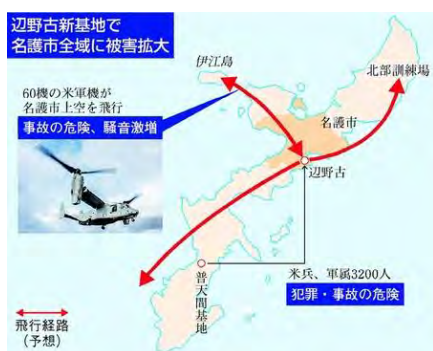 辺野古新基地で
名護市全域に被害拡大
伊江島
北部訓練場
60機の米軍機が
名護市上空を飛行
事故の危険、騒音激増
名護市
辺野古
普天間基地
米兵、軍属3200人
犯罪・事故の危険
飛行経路
(予想)